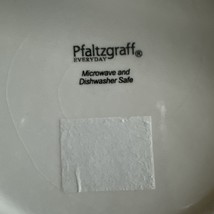 Pfaltzgraff®
EVERYDAY
Microwave and
Dishwasher Safe